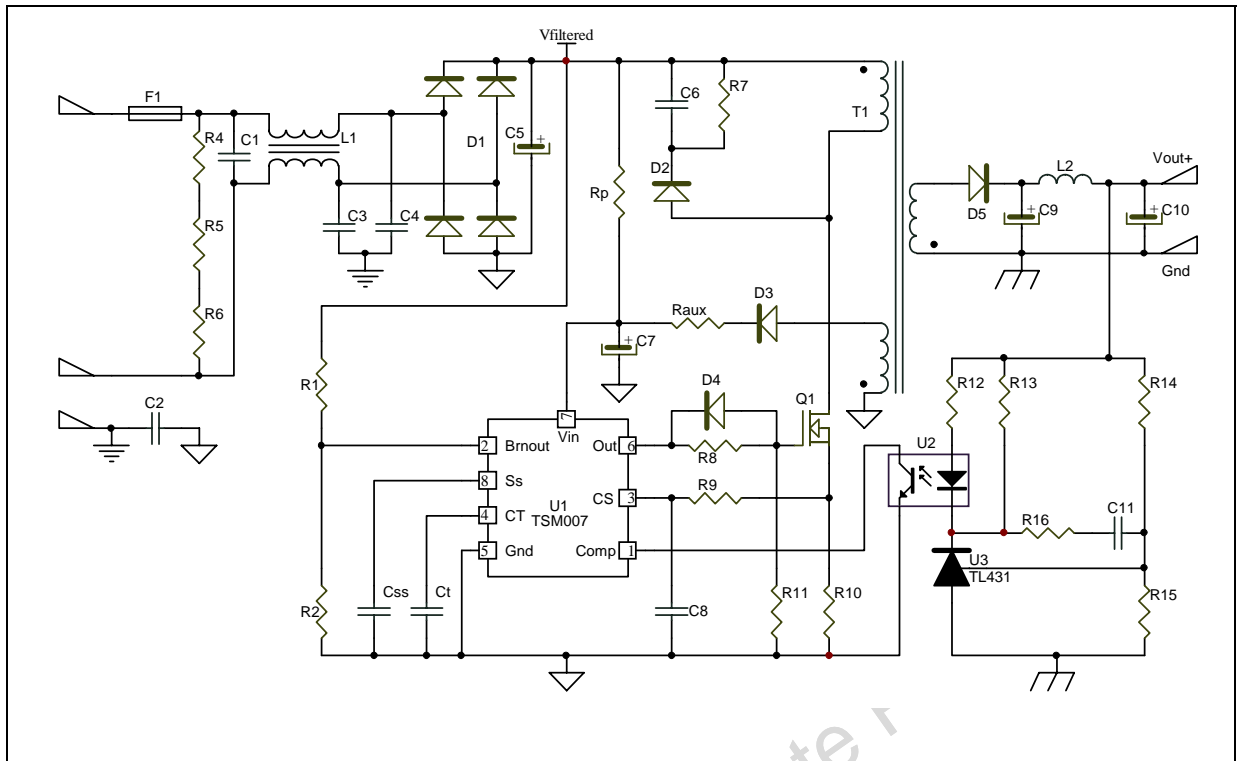 Vfiltered
F1
R4
C1
L1
D1
C5
+
C6
R7
T1
R5
C3
C4
D2
Rp
L2
Vout+
D5
+
C9
+
C10
Gnd
R6
Raux
D3
+
C7
R1
C2
D4
Q1
R12
R13
R14
7
Vin
2
Brnout
Out
6
R8
U2
8
Ss
CS
3
R9
U1
TSM007
4
CT
5
Gnd
Comp
1
R16
C11
U3
TL431
R2
Css
Ct
C8
R11
R10
R15